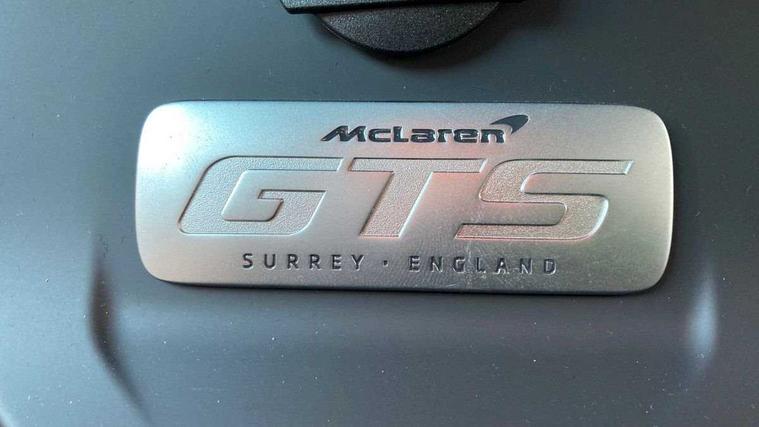 McLaren
GTS
SURREY · ENGLAND